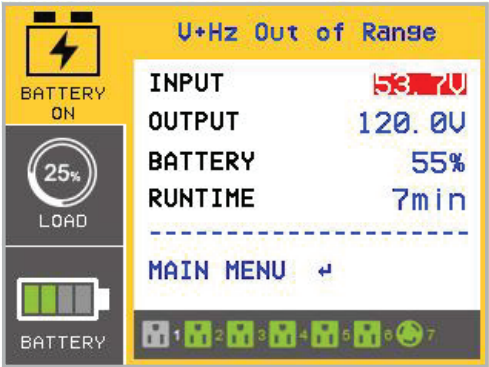 V+Hz Out of Range
BATTERY
ON
INPUT 53.7V
OUTPUT 120.0V
BATTERY 55%
RUNTIME 7min
25%
LOAD
MAIN MENU ↵
BATTERY
1 2 3 4 5 6 7